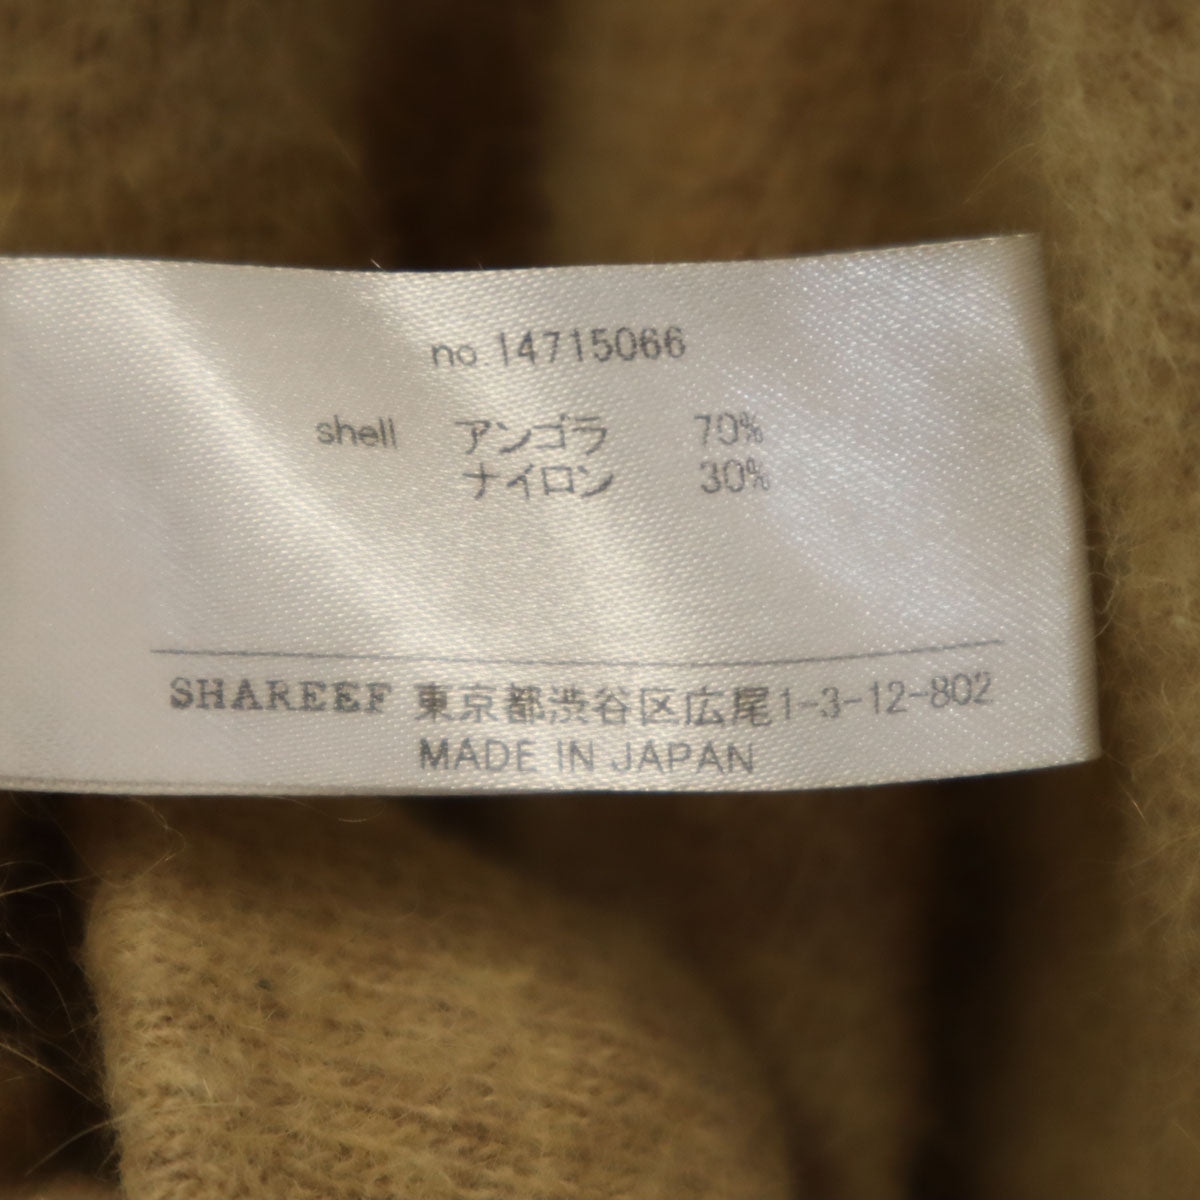 no 14715066
shell アンゴラ 70%
ナイロン 30%
SHAREEF 東京都渋谷区広尾1-3-12-802
MADE IN JAPAN